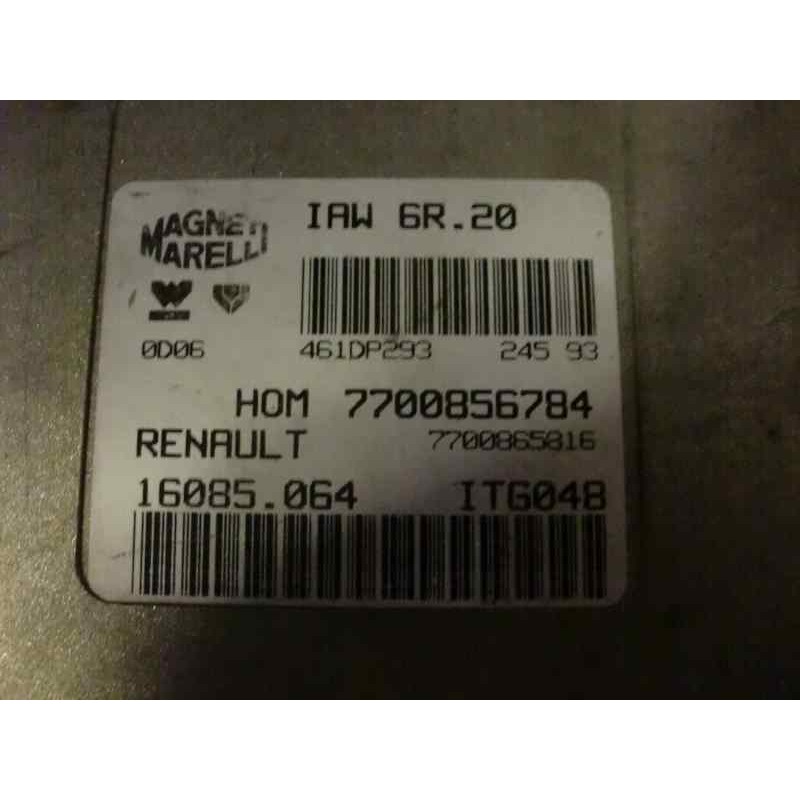 MAGNETI
MARELLI
IAW 6R.20
0D06 461DP293 245 93
HOM 7700856784
RENAULT 7700865816
16085.064 ITG048